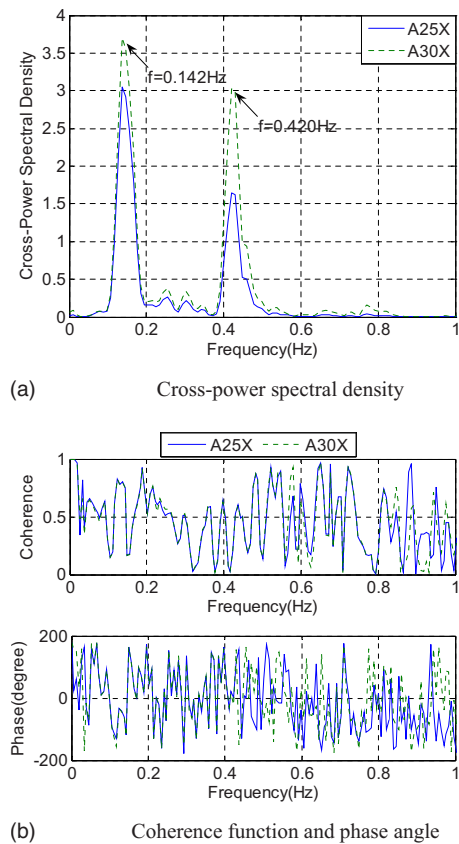 Cross-Power Spectral Density
4
3.5
3
2.5
2
1.5
1
0.5
0
A25X
A30X
f=0.142Hz
f=0.420Hz
0 0.2 0.4 0.6 0.8 1
Frequency(Hz)
(a) Cross-power spectral density
A25X A30X
Coherence
1
0.5
0
0 0.2 0.4 0.6 0.8 1
Frequency(Hz)
Phase(degree)
200
0
-200
0 0.2 0.4 0.6 0.8 1
Frequency(Hz)
(b) Coherence function and phase angle